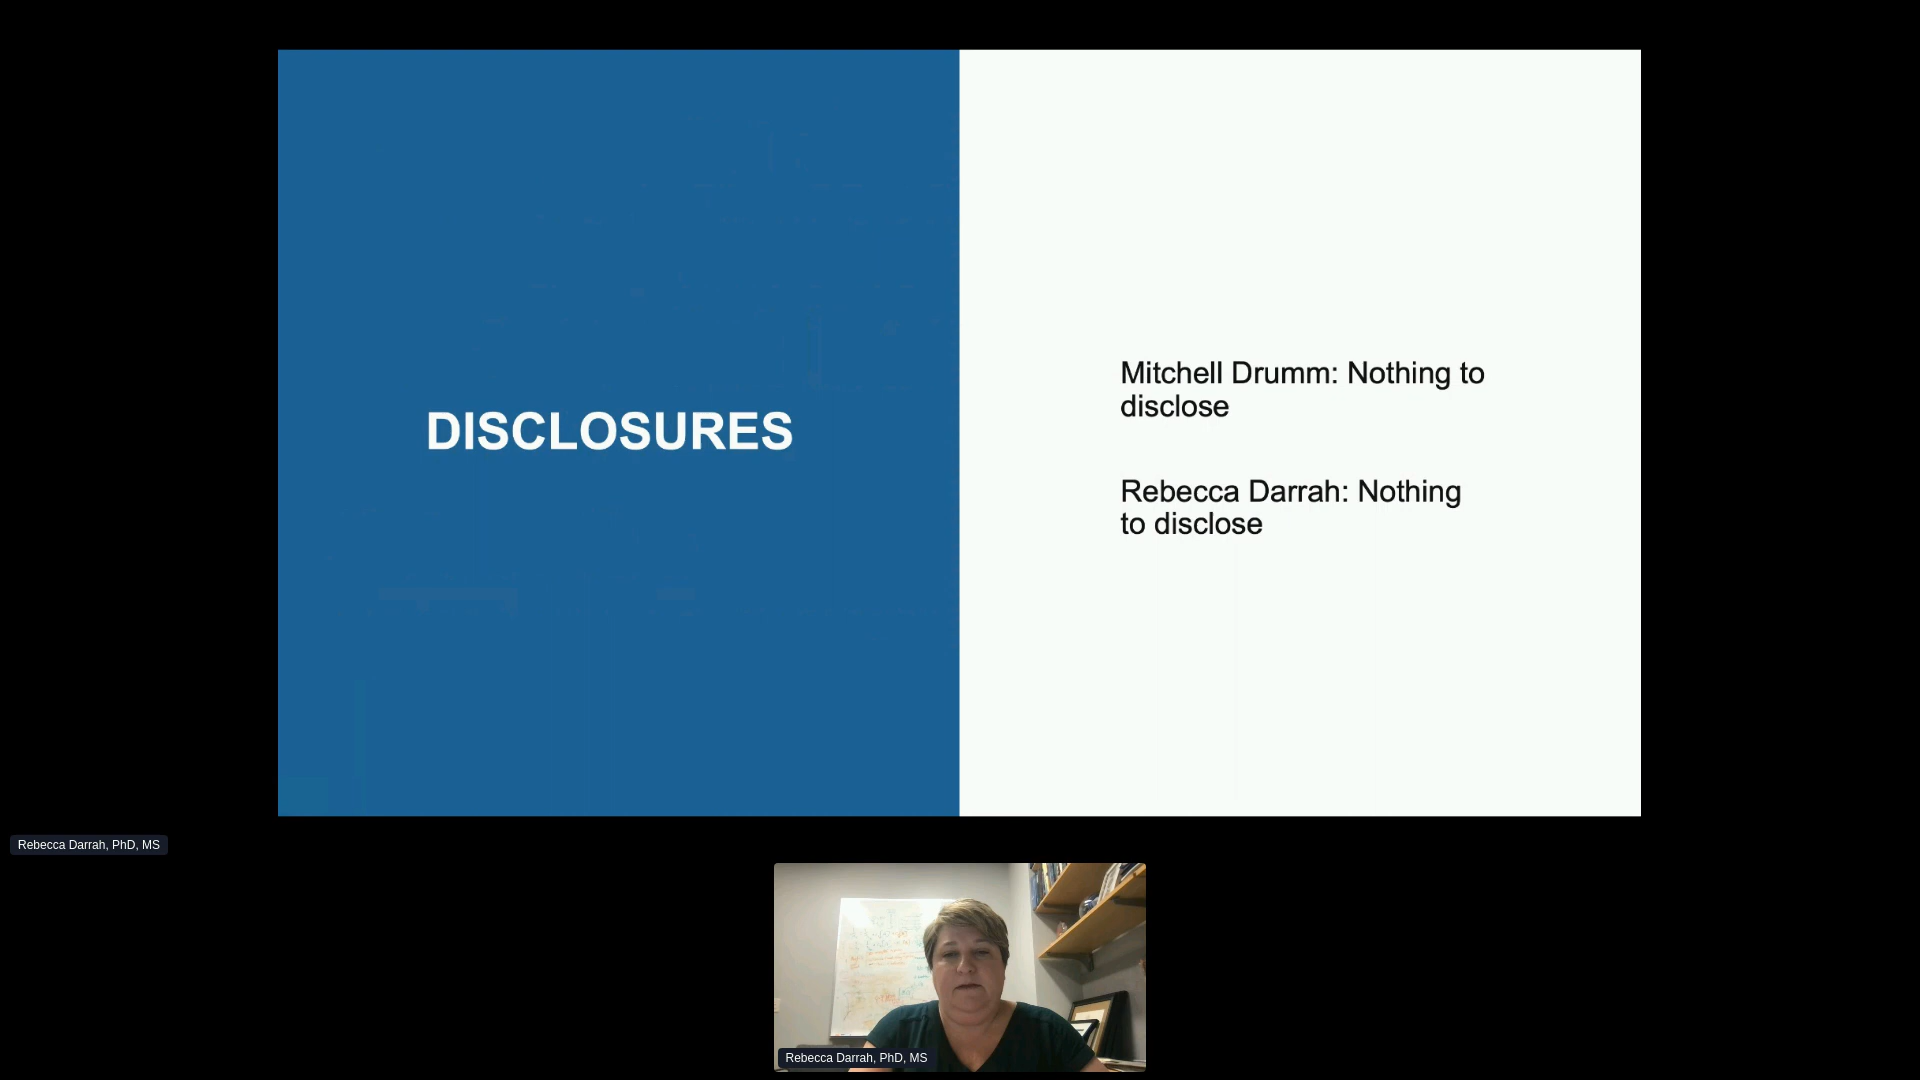 DISCLOSURES
Mitchell Drumm: Nothing to
disclose
Rebecca Darrah: Nothing
to disclose
Rebecca Darrah, PhD, MS
Rebecca Darrah, PhD, MS